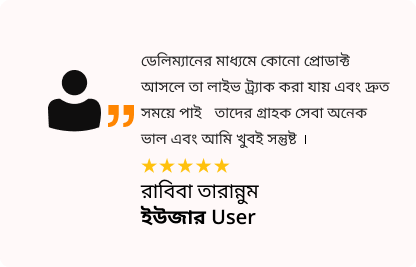 ডেলিম্যানের মাধ্যমে কোনো প্রোডাক্ট
আসলে তা লাইভ ট্র্যাক করা যায় এবং দ্রুত
সময়ে পাই তাদের গ্রাহক সেবা অনেক
ভাল এবং আমি খুবই সন্তুষ্ট ।
রাবিবা তারান্নুম
ইউজার User